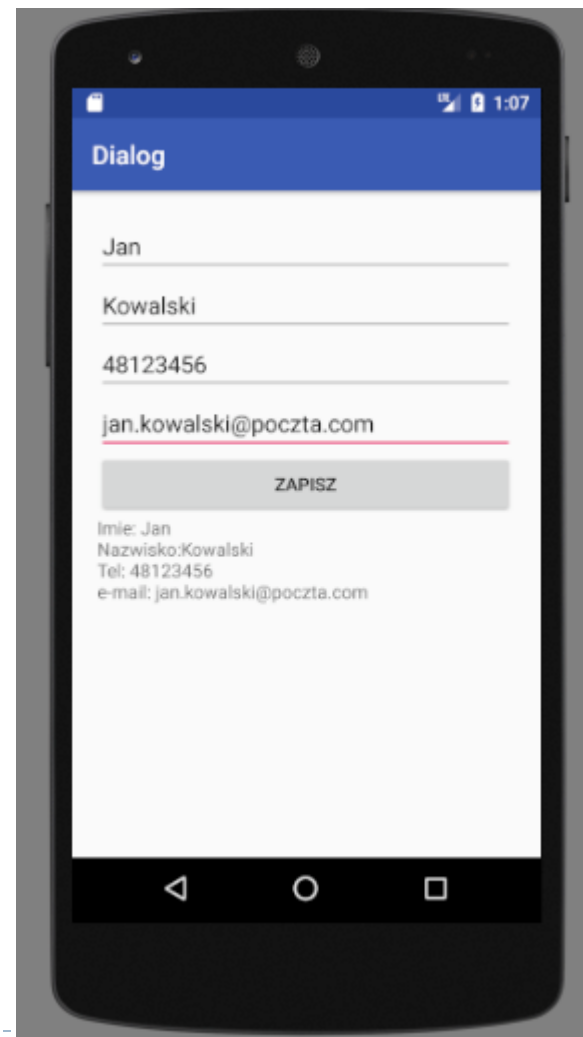 LTE 1:07
Dialog
Jan
Kowalski
48123456
jan.kowalski@poczta.com
ZAPISZ
Imie: Jan
Nazwisko:Kowalski
Tel: 48123456
e-mail: jan.kowalski@poczta.com